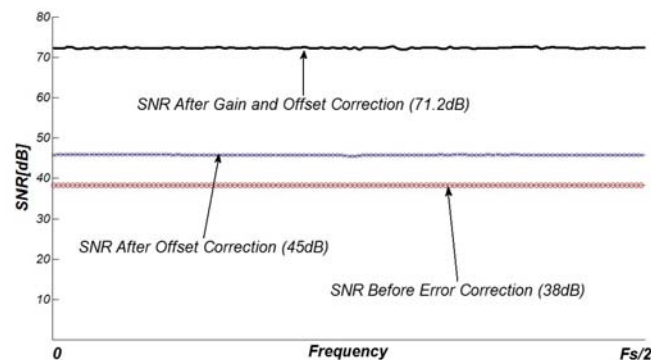 80
70
60
50
40
30
20
10
SNR[dB]
SNR After Gain and Offset Correction (71.2dB)
SNR After Offset Correction (45dB)
SNR Before Error Correction (38dB)
0
Frequency
Fs/2